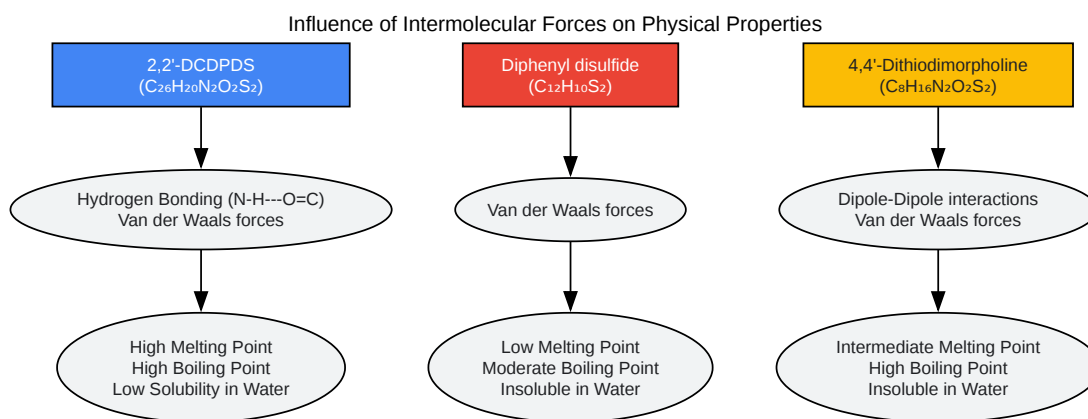 Influence of Intermolecular Forces on Physical Properties
2,2'-DCDPDS
(C₂₆H₂₀N₂O₂S₂)
Diphenyl disulfide
(C₁₂H₁₀S₂)
4,4'-Dithiodimorpholine
(C₈H₁₆N₂O₂S₂)
Hydrogen Bonding (N-H---O=C)
Van der Waals forces
Van der Waals forces
Dipole-Dipole interactions
Van der Waals forces
High Melting Point
High Boiling Point
Low Solubility in Water
Low Melting Point
Moderate Boiling Point
Insoluble in Water
Intermediate Melting Point
High Boiling Point
Insoluble in Water